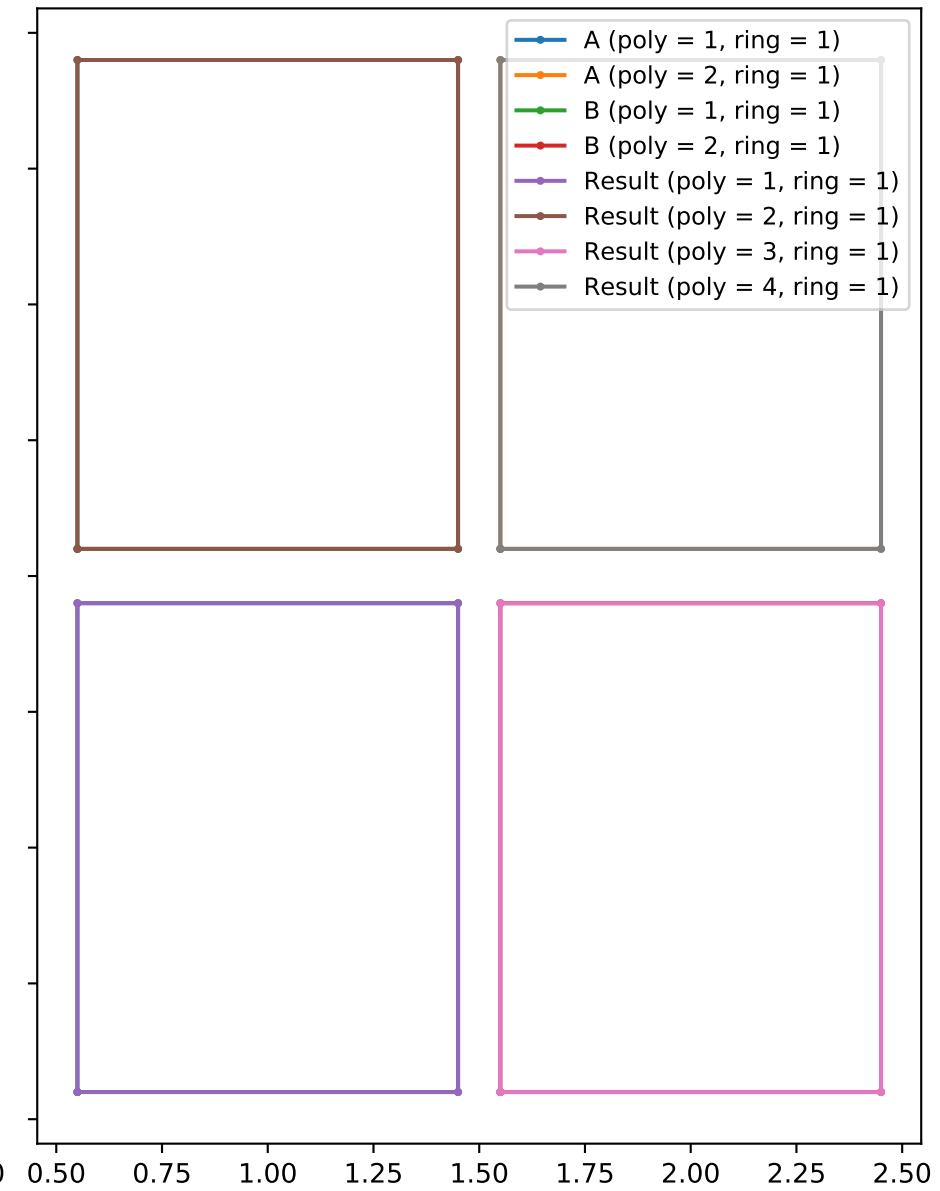 A (poly = 1, ring = 1)
A (poly = 2, ring = 1)
B (poly = 1, ring = 1)
B (poly = 2, ring = 1)
Result (poly = 1, ring = 1)
Result (poly = 2, ring = 1)
Result (poly = 3, ring = 1)
Result (poly = 4, ring = 1)
0.50 0.75 1.00 1.25 1.50 1.75 2.00 2.25 2.50